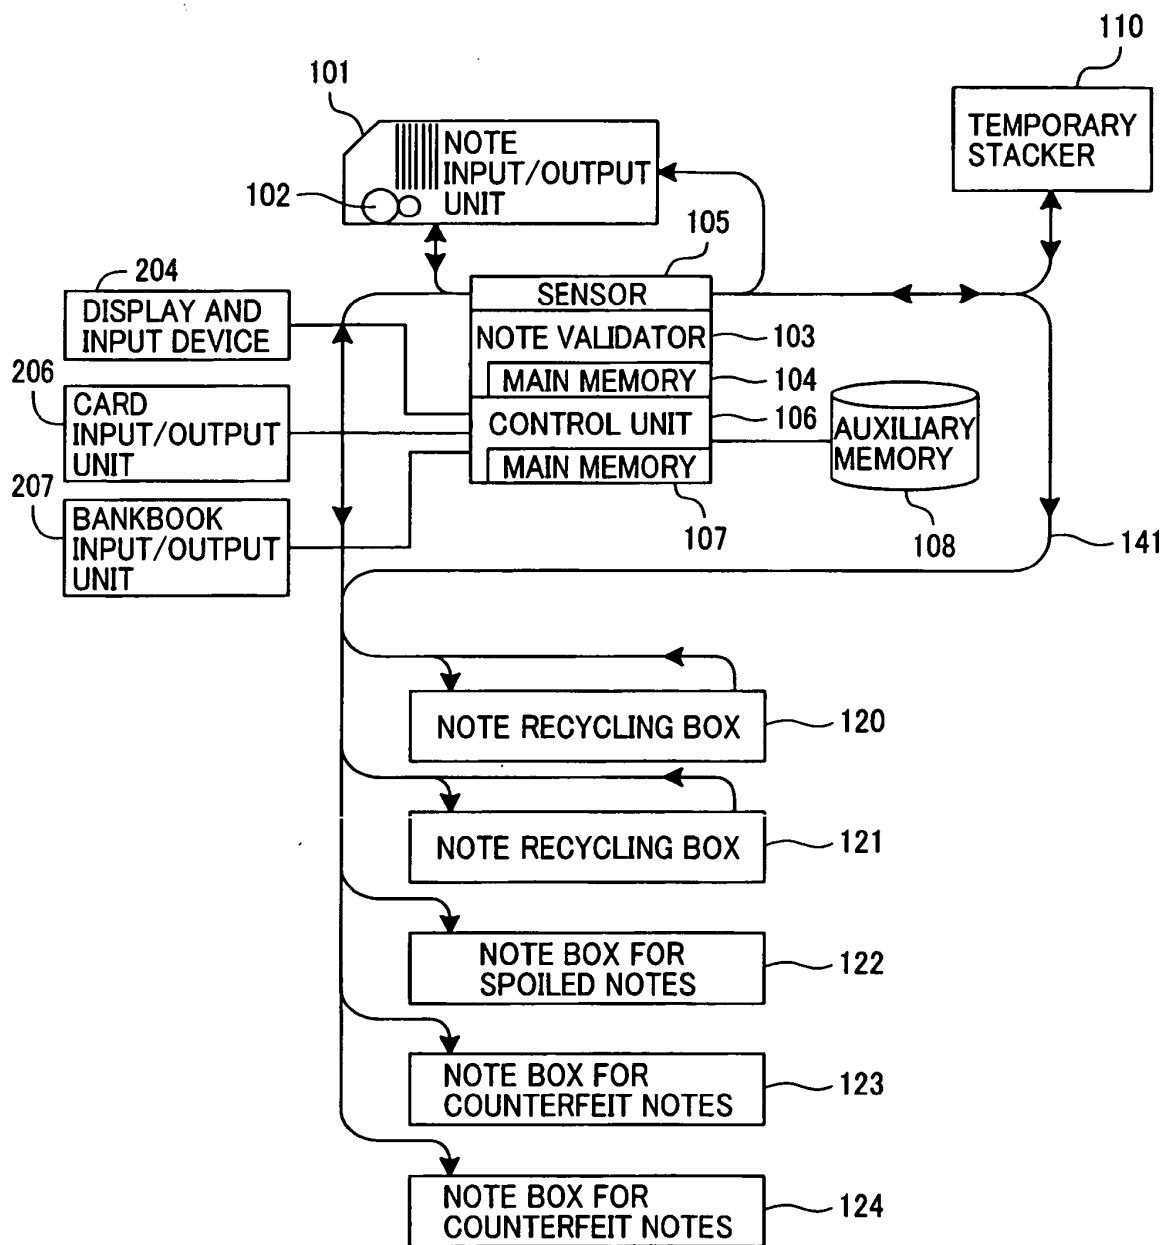 110
101
TEMPORARY
STACKER
NOTE
INPUT/OUTPUT
UNIT
102
105
204
SENSOR
DISPLAY AND
INPUT DEVICE
NOTE VALIDATOR
103
206
MAIN MEMORY
104
CARD
INPUT/OUTPUT
UNIT
CONTROL UNIT
106
AUXILIARY
MEMORY
MAIN MEMORY
207
BANKBOOK
INPUT/OUTPUT
UNIT
107
108
141
NOTE RECYCLING BOX
120
NOTE RECYCLING BOX
121
NOTE BOX FOR
SPOILED NOTES
122
NOTE BOX FOR
COUNTERFEIT NOTES
123
NOTE BOX FOR
COUNTERFEIT NOTES
124